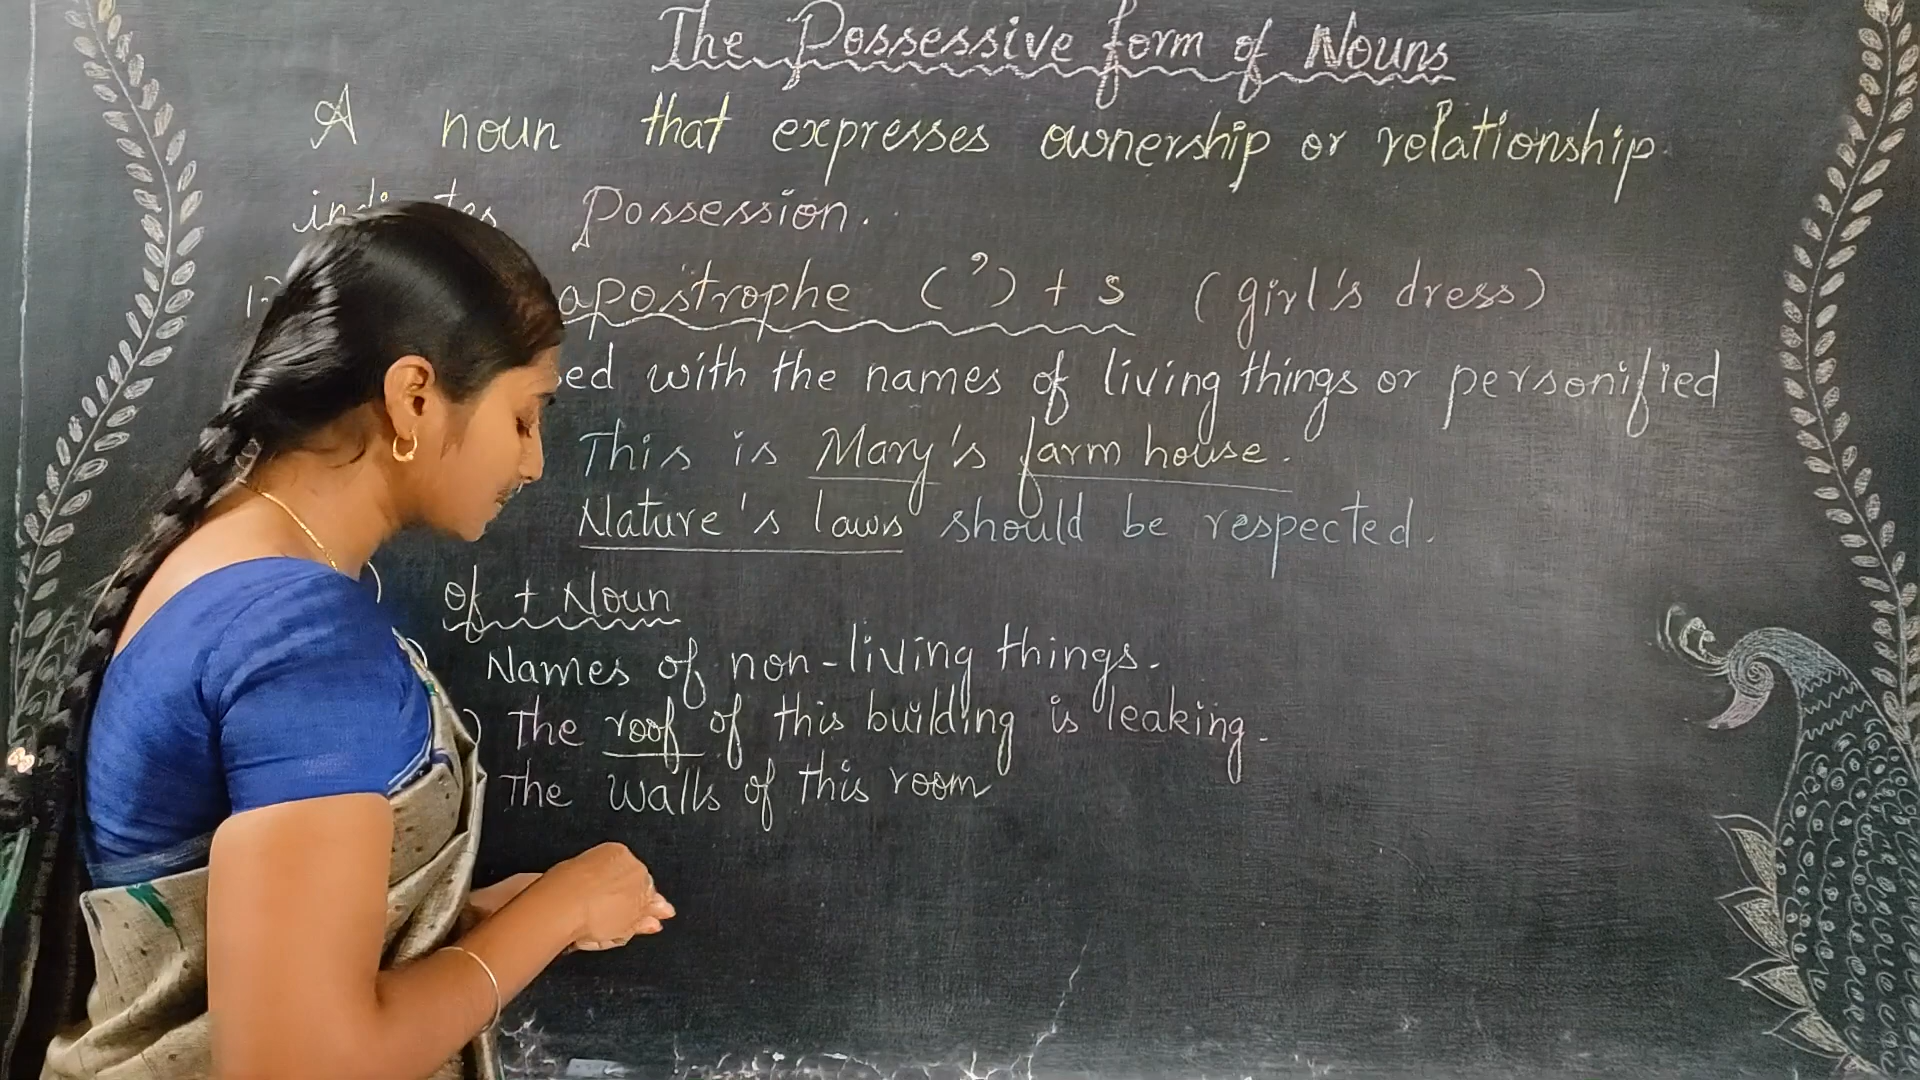 The Possessive form of Nouns
A noun that expresses ownership or relationship
Possession.
apostrophe (') + s (girl's dress)
with the names of living things or personified
This is Mary's farm house.
Nature's laws should be respected.
of + Noun
Names of non-living things.
The roof of this building is leaking.
The walls of this room